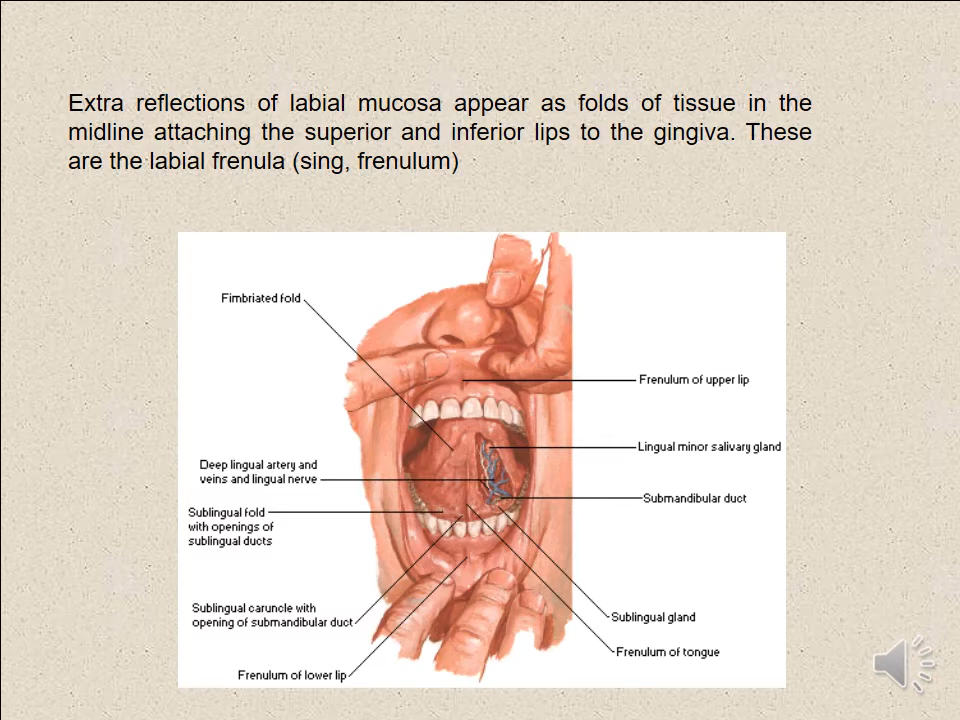 Extra reflections of labial mucosa appear as folds of tissue in the
midline attaching the superior and inferior lips to the gingiva. These
are the labial frenula (sing, frenulum)
Fimbriated fold
Frenulum of upper lip
Lingual minor salivary gland
Deep lingual artery and
veins and lingual nerve
Submandibular duct
Sublingual fold
with openings of
sublingual ducts
Sublingual caruncle with
opening of submandibular duct
Sublingual gland
Frenulum of tongue
Frenulum of lower lip